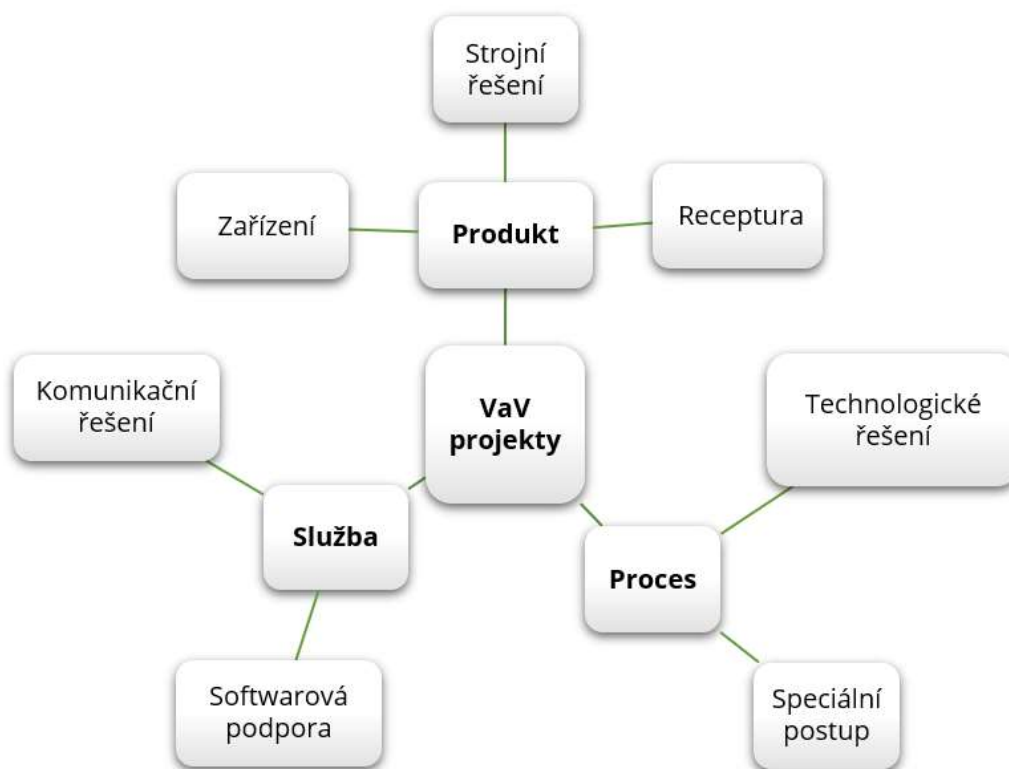 Strojní
řešení
Zařízení
Produkt
Receptura
Komunikační
řešení
VaV
projekty
Technologické
řešení
Služba
Proces
Softwarová
podpora
Speciální
postup